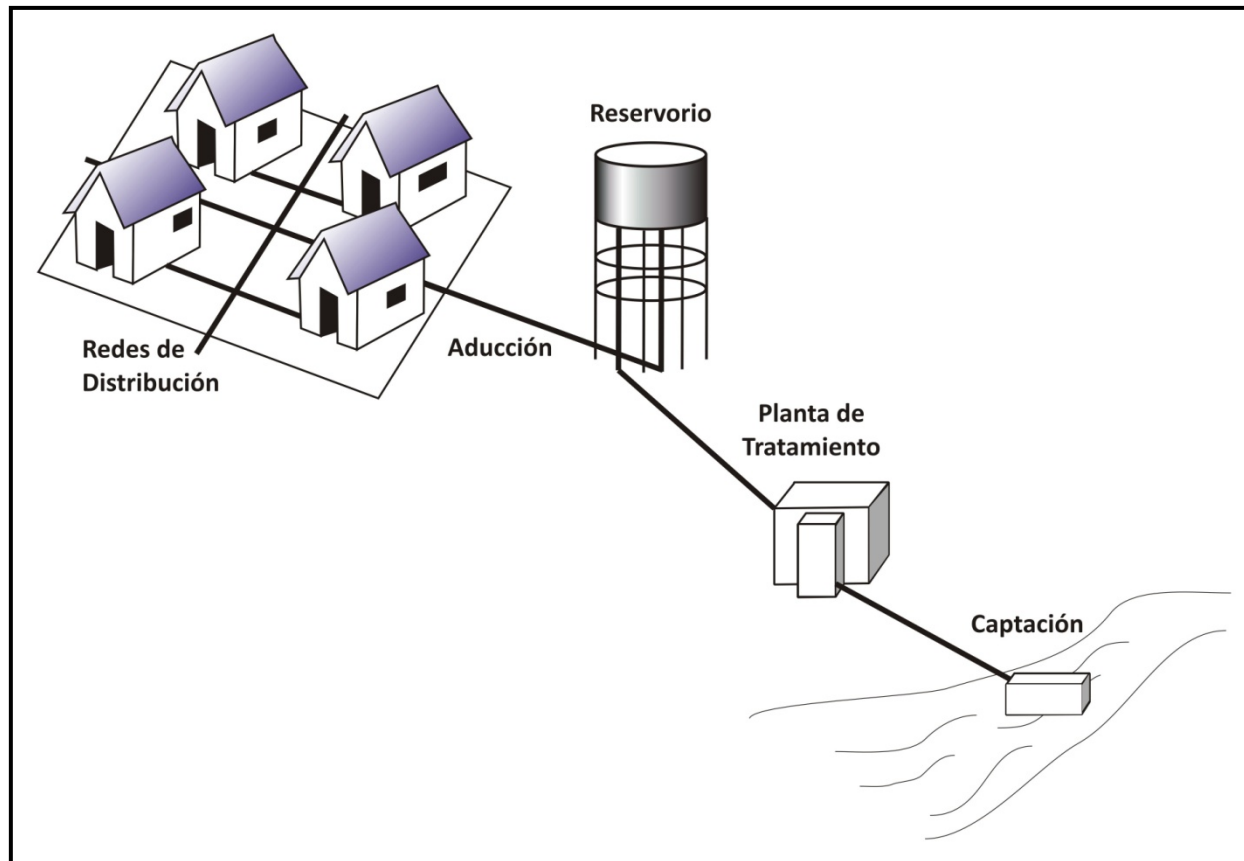 Reservorio
Redes de
Distribución
Aducción
Planta de
Tratamiento
Captación